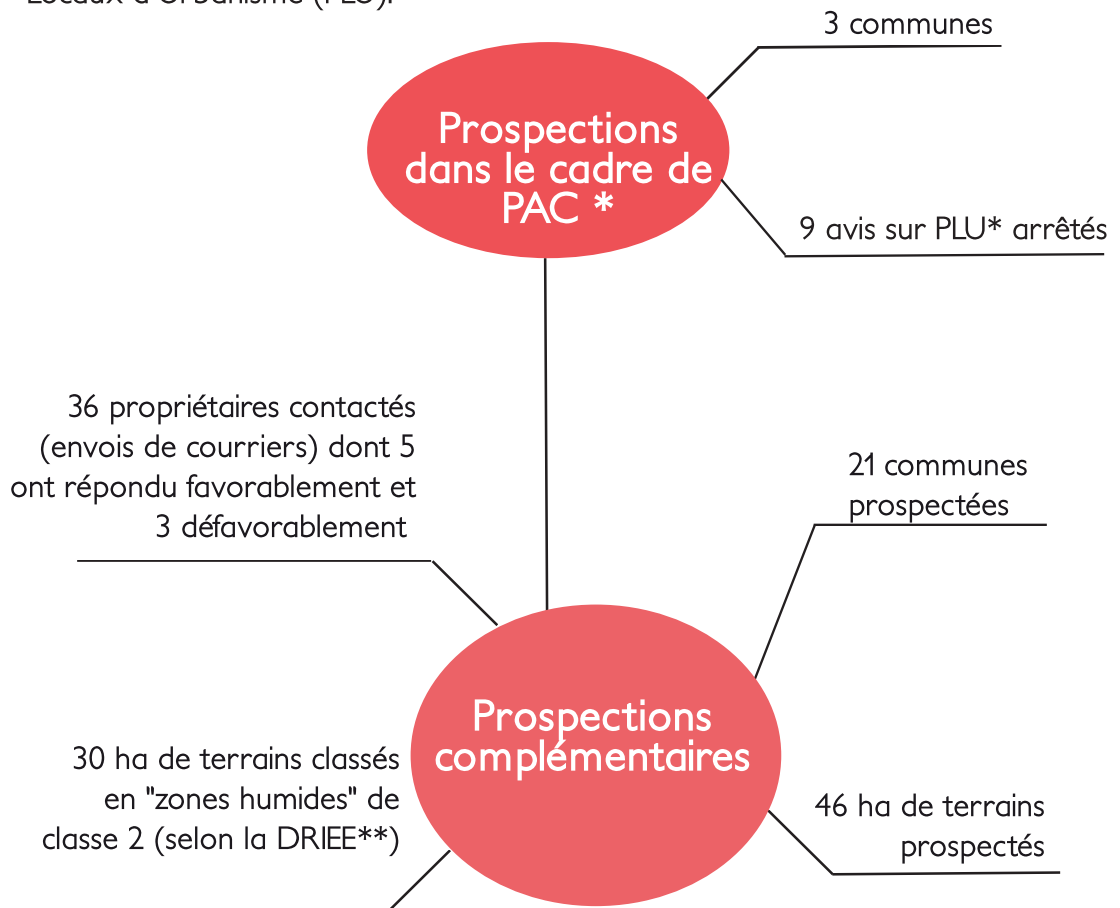 3 communes
Prospections
dans le cadre de
PAC *
9 avis sur PLU* arrêtés
36 propriétaires contactés
(envois de courriers) dont 5
ont répondu favorablement et
3 défavorablement
21 communes
prospectées
Prospections
complémentaires
30 ha de terrains classés
en "zones humides" de
classe 2 (selon la DRIEE**)
46 ha de terrains
prospectés